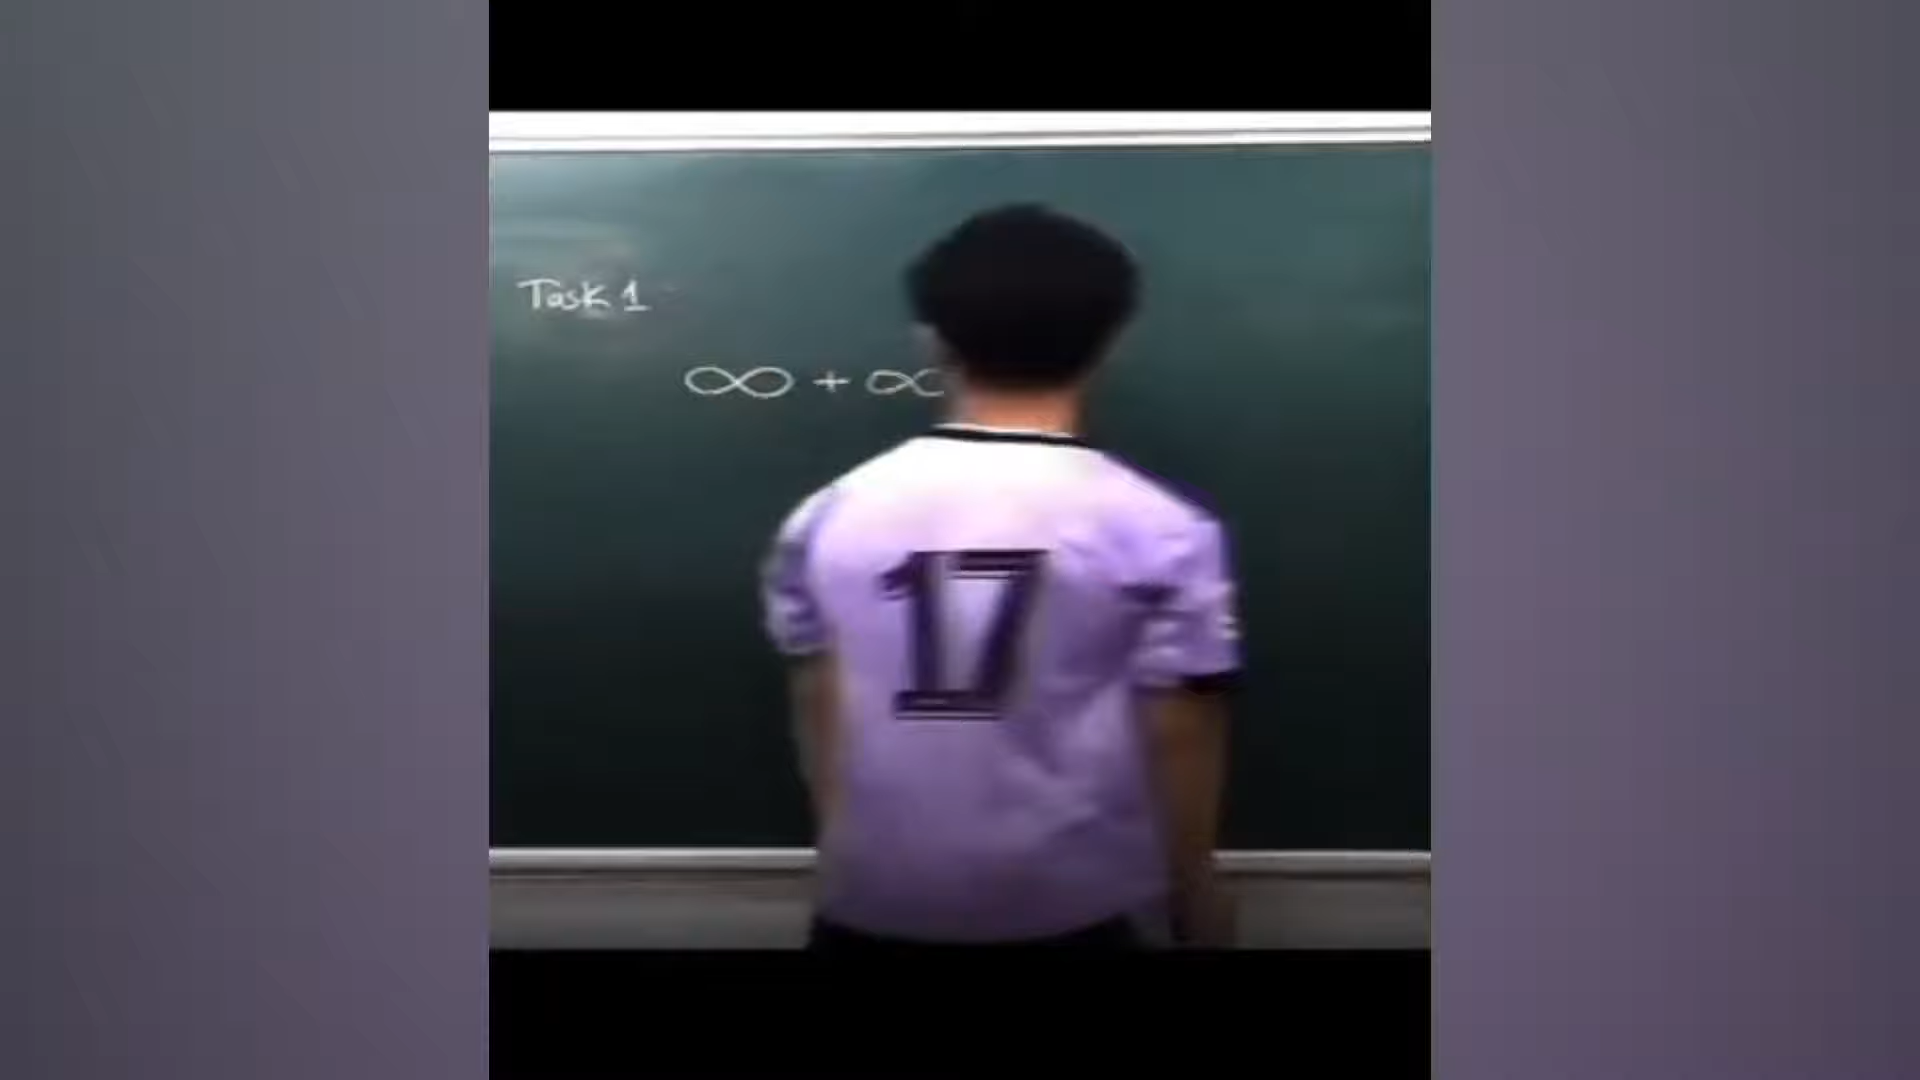 Task 1
∞ + ∞
17